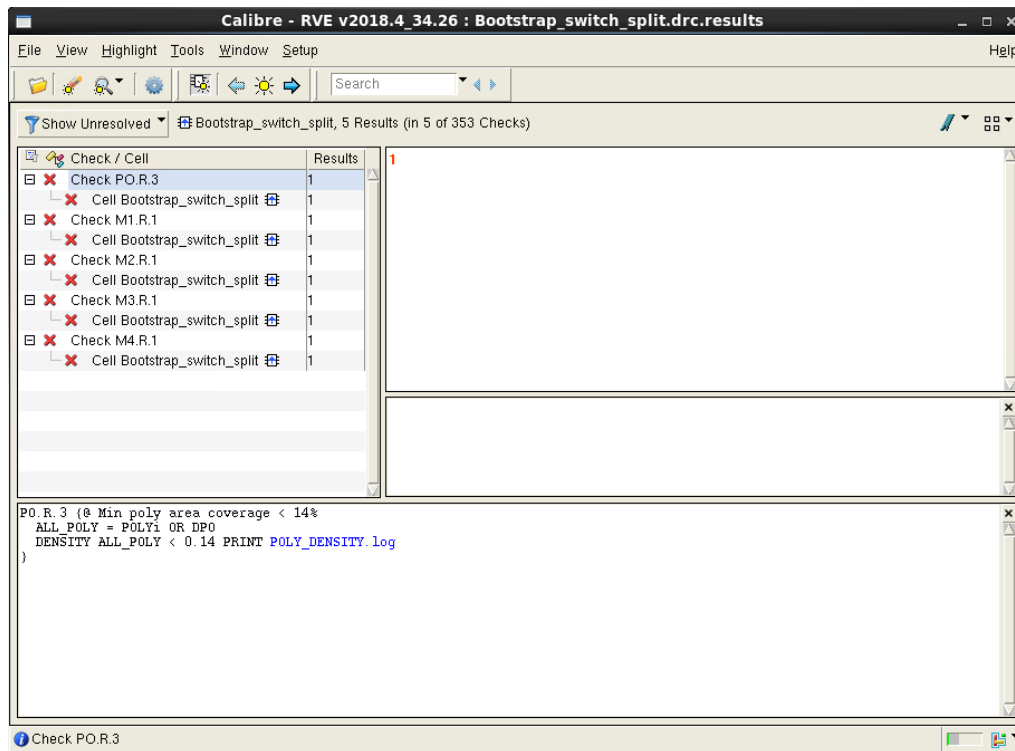 Calibre - RVE v2018.4_34.26 : Bootstrap_switch_split.drc.results
File View Highlight Tools Window Setup Help
Search
Show Unresolved Bootstrap_switch_split, 5 Results (in 5 of 353 Checks)
Check / Cell Results
Check PO.R.3 1
Cell Bootstrap_switch_split 1
Check M1.R.1 1
Cell Bootstrap_switch_split 1
Check M2.R.1 1
Cell Bootstrap_switch_split 1
Check M3.R.1 1
Cell Bootstrap_switch_split 1
Check M4.R.1 1
Cell Bootstrap_switch_split 1
1
PO.R.3 {@ Min poly area coverage < 14%
ALL_POLY = POLYi OR DPO
DENSITY ALL_POLY < 0.14 PRINT POLY_DENSITY.log
}
Check PO.R.3